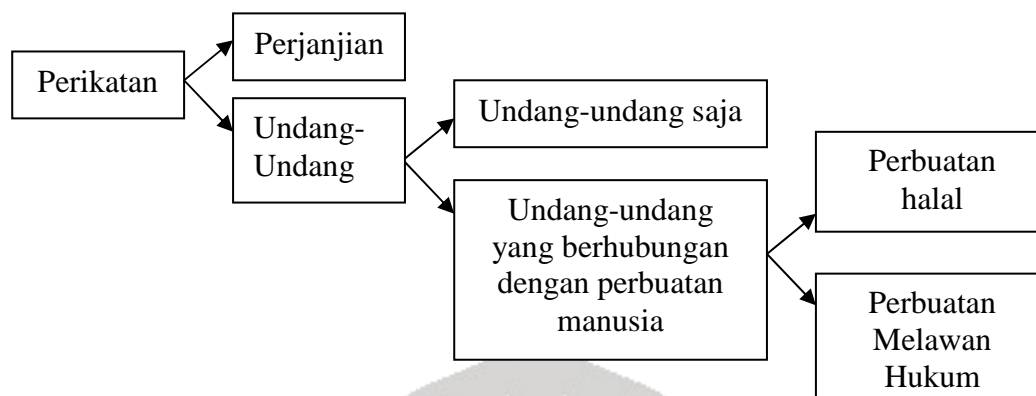 Perikatan
Perjanjian
Undang-
Undang
Undang-undang saja
Undang-undang
yang berhubungan
dengan perbuatan
manusia
Perbuatan
halal
Perbuatan
Melawan
Hukum